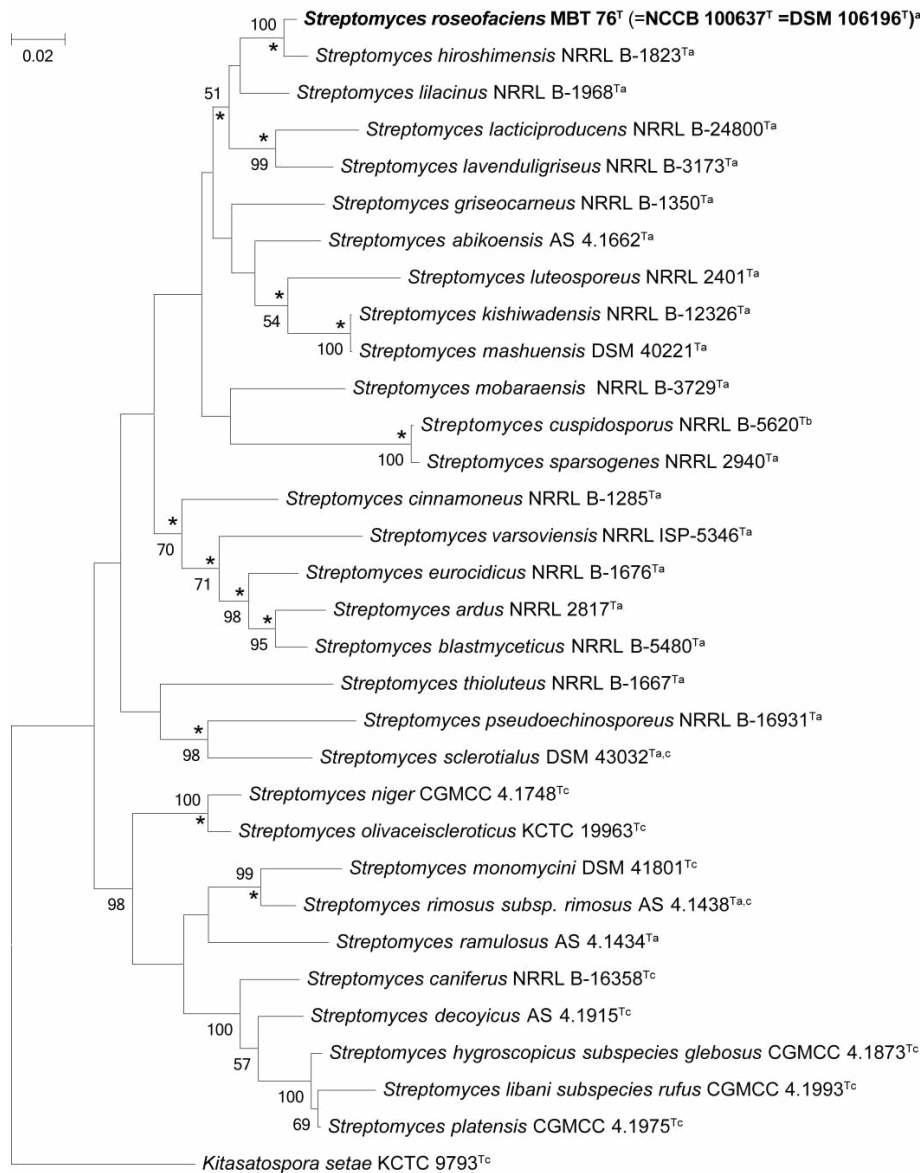 Streptomyces roseofaciens MBT 76ᵀ (=NCCB 100637ᵀ =DSM 106196ᵀ)ᵃ
100
*
0.02
Streptomyces hiroshimensis NRRL B-1823ᵀᵃ
51
*
Streptomyces lilacinus NRRL B-1968ᵀᵃ
*
Streptomyces lacticiproducens NRRL B-24800ᵀᵃ
99
Streptomyces lavenduligriseus NRRL B-3173ᵀᵃ
Streptomyces griseocarneus NRRL B-1350ᵀᵃ
Streptomyces abikoensis AS 4.1662ᵀᵃ
Streptomyces luteosporeus NRRL 2401ᵀᵃ
*
54
Streptomyces kishiwadensis NRRL B-12326ᵀᵃ
*
100
Streptomyces mashuensis DSM 40221ᵀᵃ
Streptomyces mobaraensis NRRL B-3729ᵀᵃ
Streptomyces cuspidosporus NRRL B-5620ᵀᵇ
*
100
Streptomyces sparsogenes NRRL 2940ᵀᵃ
Streptomyces cinnamoneus NRRL B-1285ᵀᵃ
*
70
Streptomyces varsoviensis NRRL ISP-5346ᵀᵃ
*
71
Streptomyces eurocidicus NRRL B-1676ᵀᵃ
*
98
Streptomyces ardus NRRL 2817ᵀᵃ
*
95
Streptomyces blastmyceticus NRRL B-5480ᵀᵃ
Streptomyces thioluteus NRRL B-1667ᵀᵃ
Streptomyces pseudoechinosporeus NRRL B-16931ᵀᵃ
*
98
Streptomyces sclerotialus DSM 43032ᵀᵃ,ᶜ
Streptomyces niger CGMCC 4.1748ᵀᶜ
100
*
Streptomyces olivaceiscleroticus KCTC 19963ᵀᶜ
Streptomyces monomycini DSM 41801ᵀᶜ
99
*
98
Streptomyces rimosus subsp. rimosus AS 4.1438ᵀᵃ,ᶜ
Streptomyces ramulosus AS 4.1434ᵀᵃ
Streptomyces caniferus NRRL B-16358ᵀᶜ
100
Streptomyces decoyicus AS 4.1915ᵀᶜ
57
Streptomyces hygroscopicus subspecies glebosus CGMCC 4.1873ᵀᶜ
100
Streptomyces libani subspecies rufus CGMCC 4.1993ᵀᶜ
69
Streptomyces platensis CGMCC 4.1975ᵀᶜ
Kitasatospora setae KCTC 9793ᵀᶜ